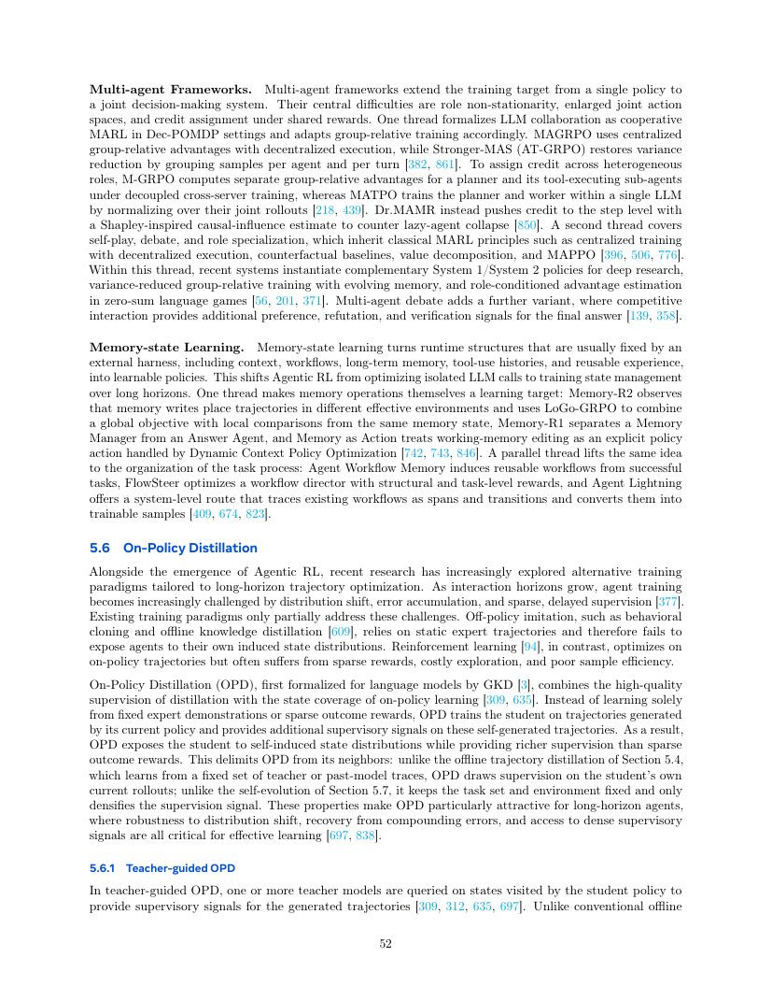 Multi-agent Frameworks. Multi-agent frameworks extend the training target from a single policy to
a joint decision-making system. Their central difficulties are role non-stationarity, enlarged joint action
spaces, and credit assignment under shared rewards. One thread formalizes LLM collaboration as cooperative
MARL in Dec-POMDP settings and adapts group-relative training accordingly. MAGRPO uses centralized
group-relative advantages with decentralized execution, while Stronger-MAS (AT-GRPO) restores variance
reduction by grouping samples per agent and per turn [382, 861]. To assign credit across heterogeneous
roles, M-GRPO computes separate group-relative advantages for a planner and its tool-executing sub-agents
under decoupled cross-server training, whereas MATPO trains the planner and worker within a single LLM
by normalizing over their joint rollouts [218, 439]. Dr.MAMR instead pushes credit to the step level with
a Shapley-inspired causal-influence estimate to counter lazy-agent collapse [850]. A second thread covers
self-play, debate, and role specialization, which inherit classical MARL principles such as centralized training
with decentralized execution, counterfactual baselines, value decomposition, and MAPPO [396, 506, 776].
Within this thread, recent systems instantiate complementary System 1/System 2 policies for deep research,
variance-reduced group-relative training with evolving memory, and role-conditioned advantage estimation
in zero-sum language games [56, 201, 371]. Multi-agent debate adds a further variant, where competitive
interaction provides additional preference, refutation, and verification signals for the final answer [139, 358].
Memory-state Learning. Memory-state learning turns runtime structures that are usually fixed by an
external harness, including context, workflows, long-term memory, tool-use histories, and reusable experience,
into learnable policies. This shifts Agentic RL from optimizing isolated LLM calls to training state management
over long horizons. One thread makes memory operations themselves a learning target: Memory-R2 observes
that memory writes place trajectories in different effective environments and uses LoGo-GRPO to combine
a global objective with local comparisons from the same memory state, Memory-R1 separates a Memory
Manager from an Answer Agent, and Memory as Action treats working-memory editing as an explicit policy
action handled by Dynamic Context Policy Optimization [742, 743, 846]. A parallel thread lifts the same idea
to the organization of the task process: Agent Workflow Memory induces reusable workflows from successful
tasks, FlowSteer optimizes a workflow director with structural and task-level rewards, and Agent Lightning
offers a system-level route that traces existing workflows as spans and transitions and converts them into
trainable samples [409, 674, 823].
5.6 On-Policy Distillation
Alongside the emergence of Agentic RL, recent research has increasingly explored alternative training
paradigms tailored to long-horizon trajectory optimization. As interaction horizons grow, agent training
becomes increasingly challenged by distribution shift, error accumulation, and sparse, delayed supervision [377].
Existing training paradigms only partially address these challenges. Off-policy imitation, such as behavioral
cloning and offline knowledge distillation [609], relies on static expert trajectories and therefore fails to
expose agents to their own induced state distributions. Reinforcement learning [94], in contrast, optimizes on
on-policy trajectories but often suffers from sparse rewards, costly exploration, and poor sample efficiency.
On-Policy Distillation (OPD), first formalized for language models by GKD [3], combines the high-quality
supervision of distillation with the state coverage of on-policy learning [309, 635]. Instead of learning solely
from fixed expert demonstrations or sparse outcome rewards, OPD trains the student on trajectories generated
by its current policy and provides additional supervisory signals on these self-generated trajectories. As a result,
OPD exposes the student to self-induced state distributions while providing richer supervision than sparse
outcome rewards. This delimits OPD from its neighbors: unlike the offline trajectory distillation of Section 5.4,
which learns from a fixed set of teacher or past-model traces, OPD draws supervision on the student's own
current rollouts; unlike the self-evolution of Section 5.7, it keeps the task set and environment fixed and only
densifies the supervision signal. These properties make OPD particularly attractive for long-horizon agents,
where robustness to distribution shift, recovery from compounding errors, and access to dense supervisory
signals are all critical for effective learning [697, 838].
5.6.1 Teacher-guided OPD
In teacher-guided OPD, one or more teacher models are queried on states visited by the student policy to
provide supervisory signals for the generated trajectories [309, 312, 635, 697]. Unlike conventional offline
52